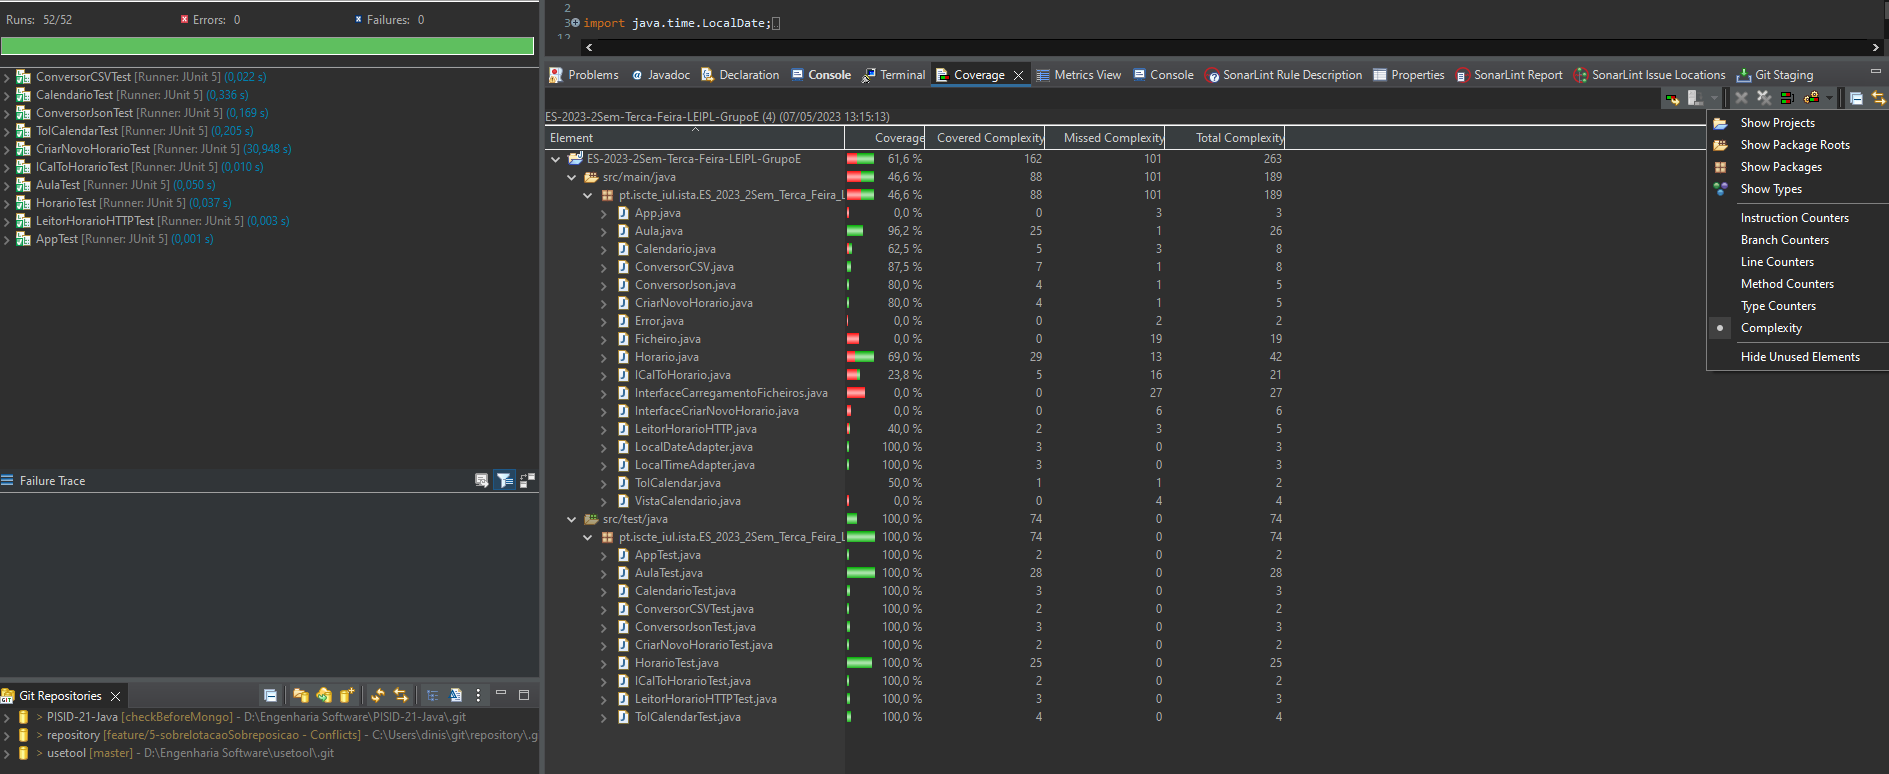 Runs: 52/52 Errors: 0 Failures: 0
ConversorCSVTest [Runner: JUnit 5] (0,022 s)
CalendarioTest [Runner: JUnit 5] (0,336 s)
ConversorJsonTest [Runner: JUnit 5] (0,169 s)
TolCalendarTest [Runner: JUnit 5] (0,205 s)
CriarNovoHorarioTest [Runner: JUnit 5] (30,948 s)
ICalToHorarioTest [Runner: JUnit 5] (0,010 s)
AulaTest [Runner: JUnit 5] (0,050 s)
HorarioTest [Runner: JUnit 5] (0,037 s)
LeitorHorarioHTTPTest [Runner: JUnit 5] (0,003 s)
AppTest [Runner: JUnit 5] (0,001 s)
Failure Trace
Git Repositories
> PISID-21-Java [checkBeforeMongo] - D:\Engenharia Software\PISID-21-Java\.git
> repository [feature/5-sobrelotacaoSobreposicao - Conflicts] - C:\Users\dinis\git\repository\.g
> usetool [master] - D:\Engenharia Software\usetool\.git
2
3 import java.time.LocalDate;
12
Problems Javadoc Declaration Console Terminal Coverage Metrics View Console SonarLint Rule Description Properties SonarLint Report SonarLint Issue Locations Git Staging
ES-2023-2Sem-Terca-Feira-LEIPL-GrupoE (4) (07/05/2023 13:15:13)
Element Coverage Covered Complexity Missed Complexity Total Complexity
ES-2023-2Sem-Terca-Feira-LEIPL-GrupoE 61,6 % 162 101 263
src/main/java 46,6 % 88 101 189
pt.iscte_iul.ista.ES_2023_2Sem_Terca_Feira_L 46,6 % 88 101 189
App.java 0,0 % 0 3 3
Aula.java 96,2 % 25 1 26
Calendario.java 62,5 % 5 3 8
ConversorCSV.java 87,5 % 7 1 8
ConversorJson.java 80,0 % 4 1 5
CriarNovoHorario.java 80,0 % 4 1 5
Error.java 0,0 % 0 2 2
Ficheiro.java 0,0 % 0 19 19
Horario.java 69,0 % 29 13 42
ICalToHorario.java 23,8 % 5 16 21
InterfaceCarregamentoFicheiros.java 0,0 % 0 27 27
InterfaceCriarNovoHorario.java 0,0 % 0 6 6
LeitorHorarioHTTP.java 40,0 % 2 3 5
LocalDateAdapter.java 100,0 % 3 0 3
LocalTimeAdapter.java 100,0 % 3 0 3
TolCalendar.java 50,0 % 1 1 2
VistaCalendario.java 0,0 % 0 4 4
src/test/java 100,0 % 74 0 74
pt.iscte_iul.ista.ES_2023_2Sem_Terca_Feira_L 100,0 % 74 0 74
AppTest.java 100,0 % 2 0 2
AulaTest.java 100,0 % 28 0 28
CalendarioTest.java 100,0 % 3 0 3
ConversorCSVTest.java 100,0 % 2 0 2
ConversorJsonTest.java 100,0 % 3 0 3
CriarNovoHorarioTest.java 100,0 % 2 0 2
HorarioTest.java 100,0 % 25 0 25
ICalToHorarioTest.java 100,0 % 2 0 2
LeitorHorarioHTTPTest.java 100,0 % 3 0 3
TolCalendarTest.java 100,0 % 4 0 4
Show Projects
Show Package Roots
Show Packages
Show Types
Instruction Counters
Branch Counters
Line Counters
Method Counters
Type Counters
Complexity
Hide Unused Elements